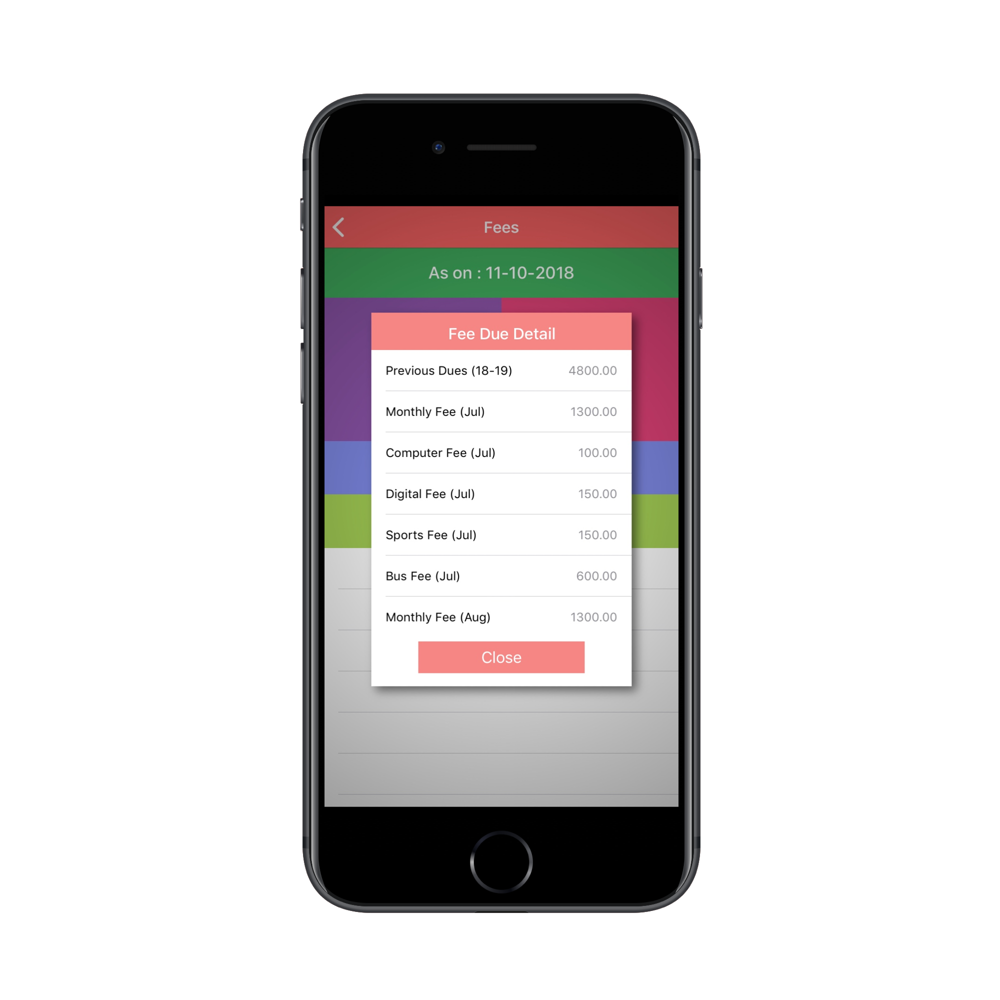 Fees
As on : 11-10-2018
Fee Due Detail
Previous Dues (18-19) 4800.00
Monthly Fee (Jul) 1300.00
Computer Fee (Jul) 100.00
Digital Fee (Jul) 150.00
Sports Fee (Jul) 150.00
Bus Fee (Jul) 600.00
Monthly Fee (Aug) 1300.00
Close